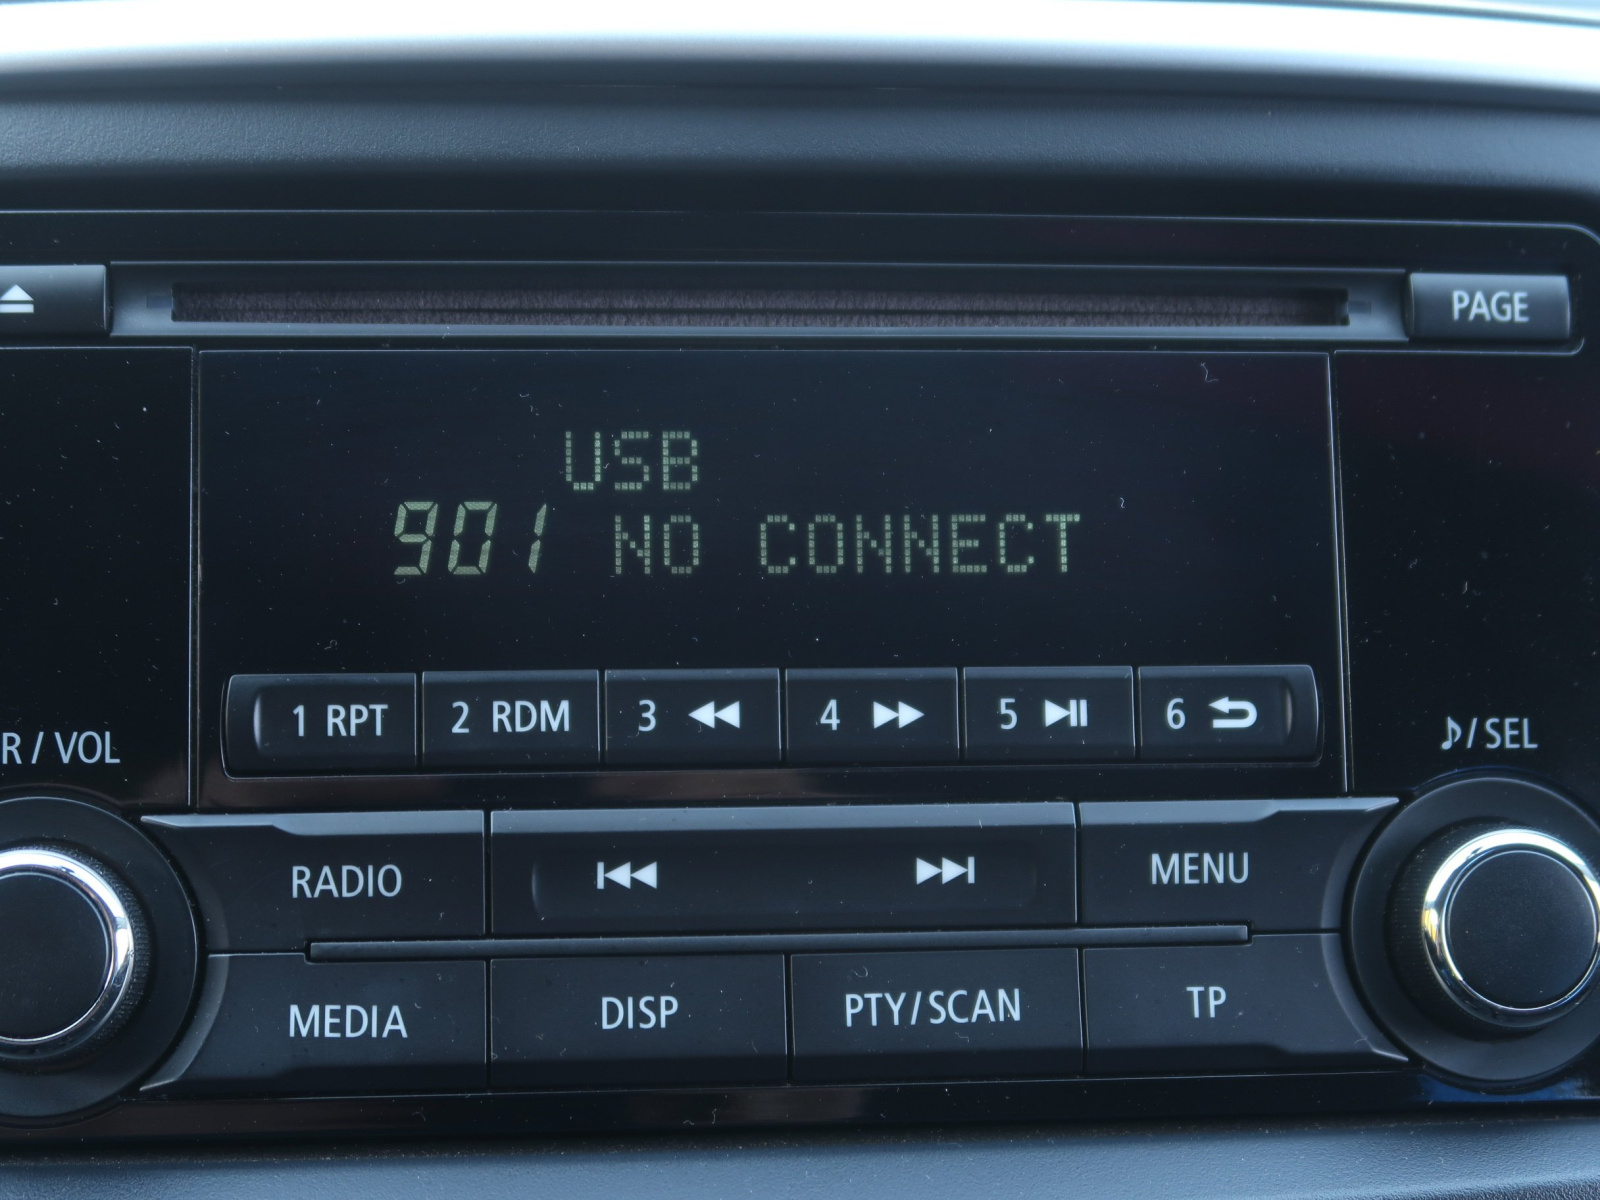 PAGE
USB
901 NO CONNECT
1 RPT 2 RDM 3 4 5 6
R / VOL
/ SEL
RADIO
MENU
MEDIA DISP PTY/SCAN TP